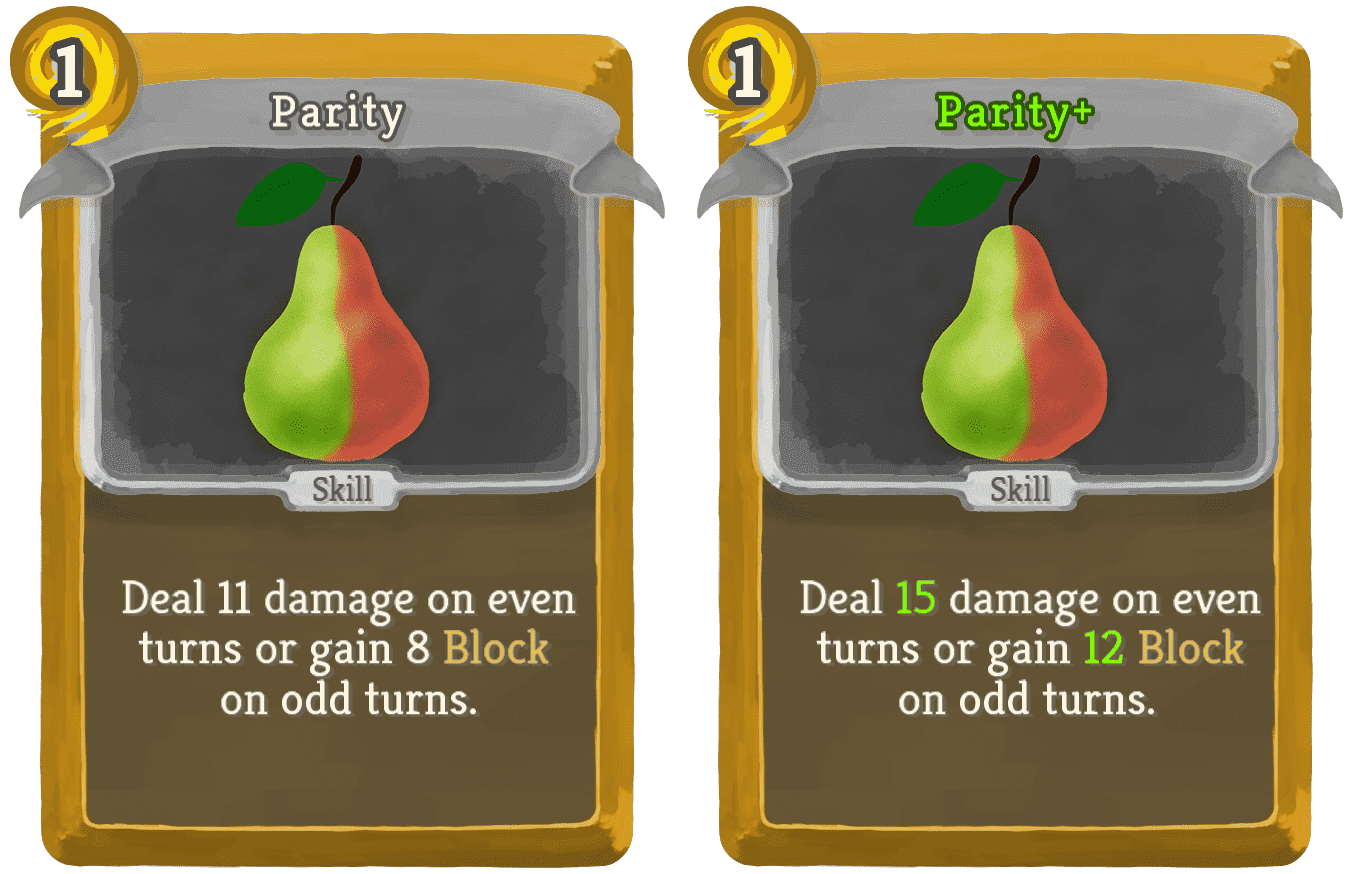 1
Parity
Skill
Deal 11 damage on even
turns or gain 8 Block
on odd turns.
1
Parity+
Skill
Deal 15 damage on even
turns or gain 12 Block
on odd turns.